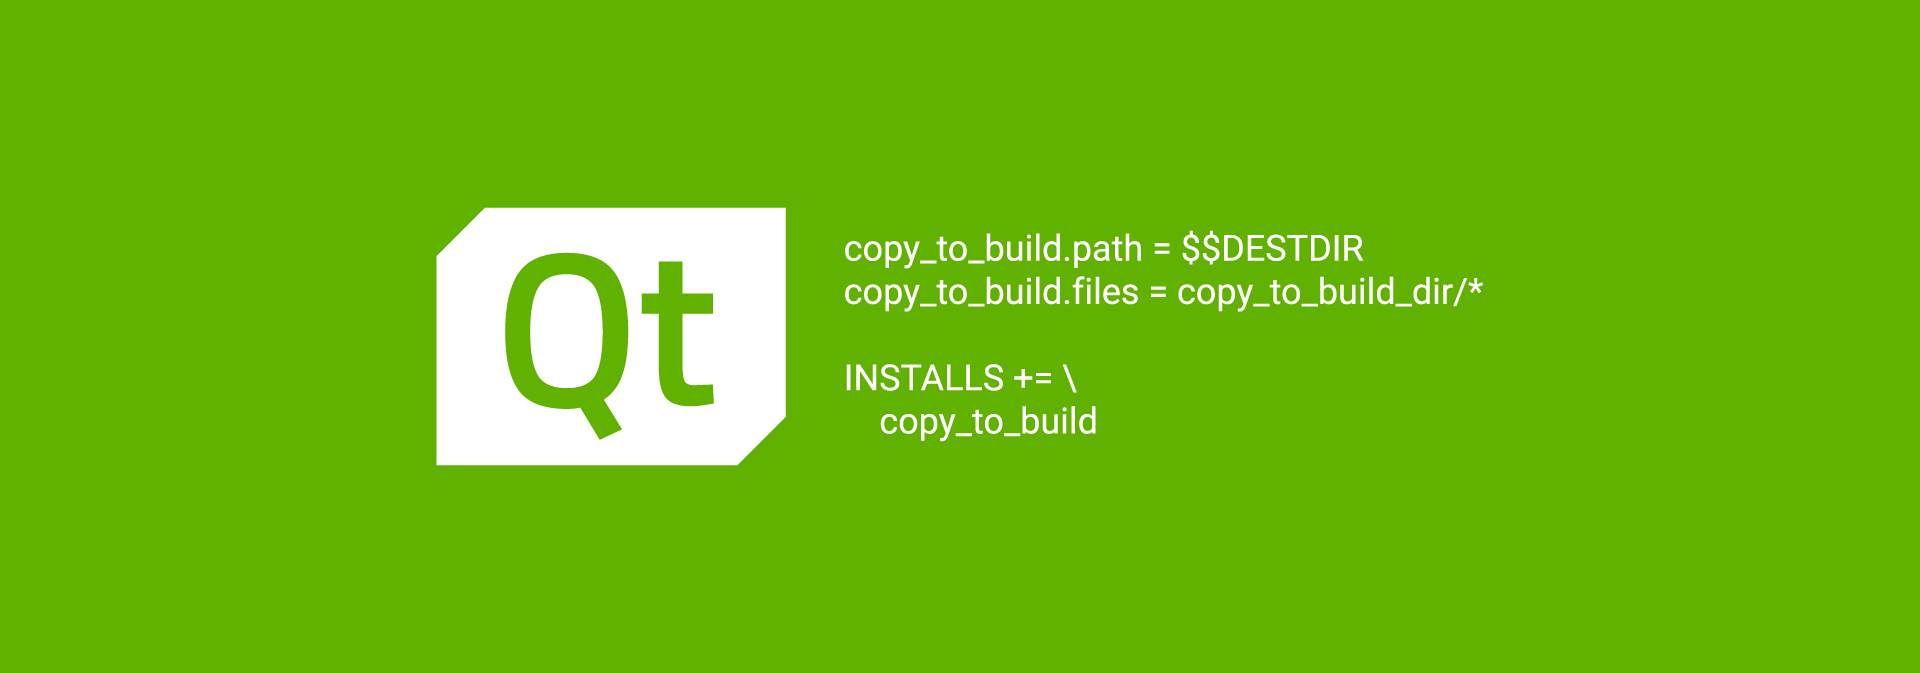 Qt
copy_to_build.path = $$DESTDIR
copy_to_build.files = copy_to_build_dir/*
INSTALLS += \
copy_to_build